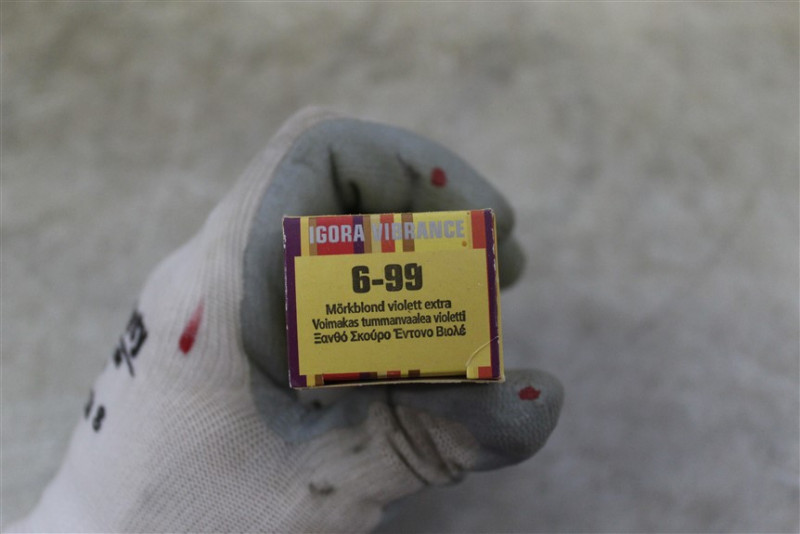 IGORA VIBRANCE
6-99
Mörkblond violett extra
Voimakas tummanvaalea violetti
Ξανθό Σκούρο Έντονο Βιολέ